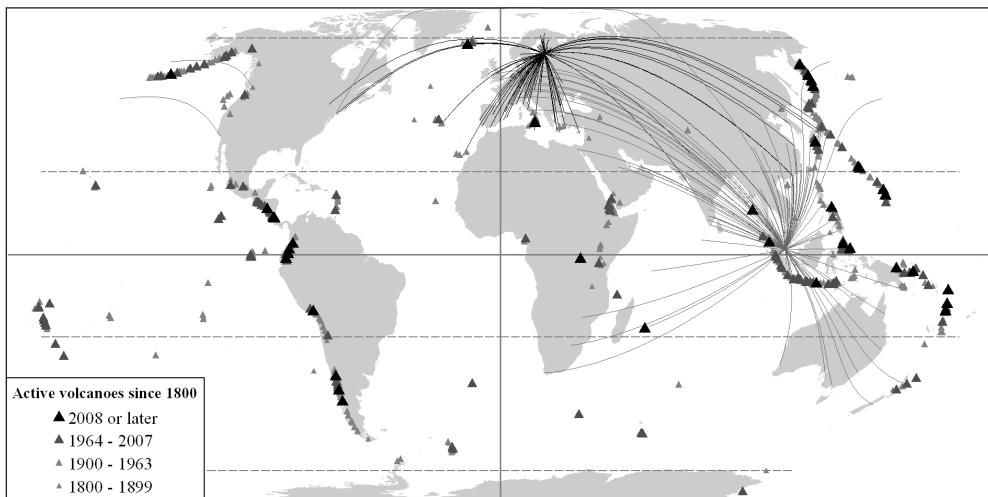 Active volcanoes since 1800
2008 or later
1964 - 2007
1900 - 1963
1800 - 1899